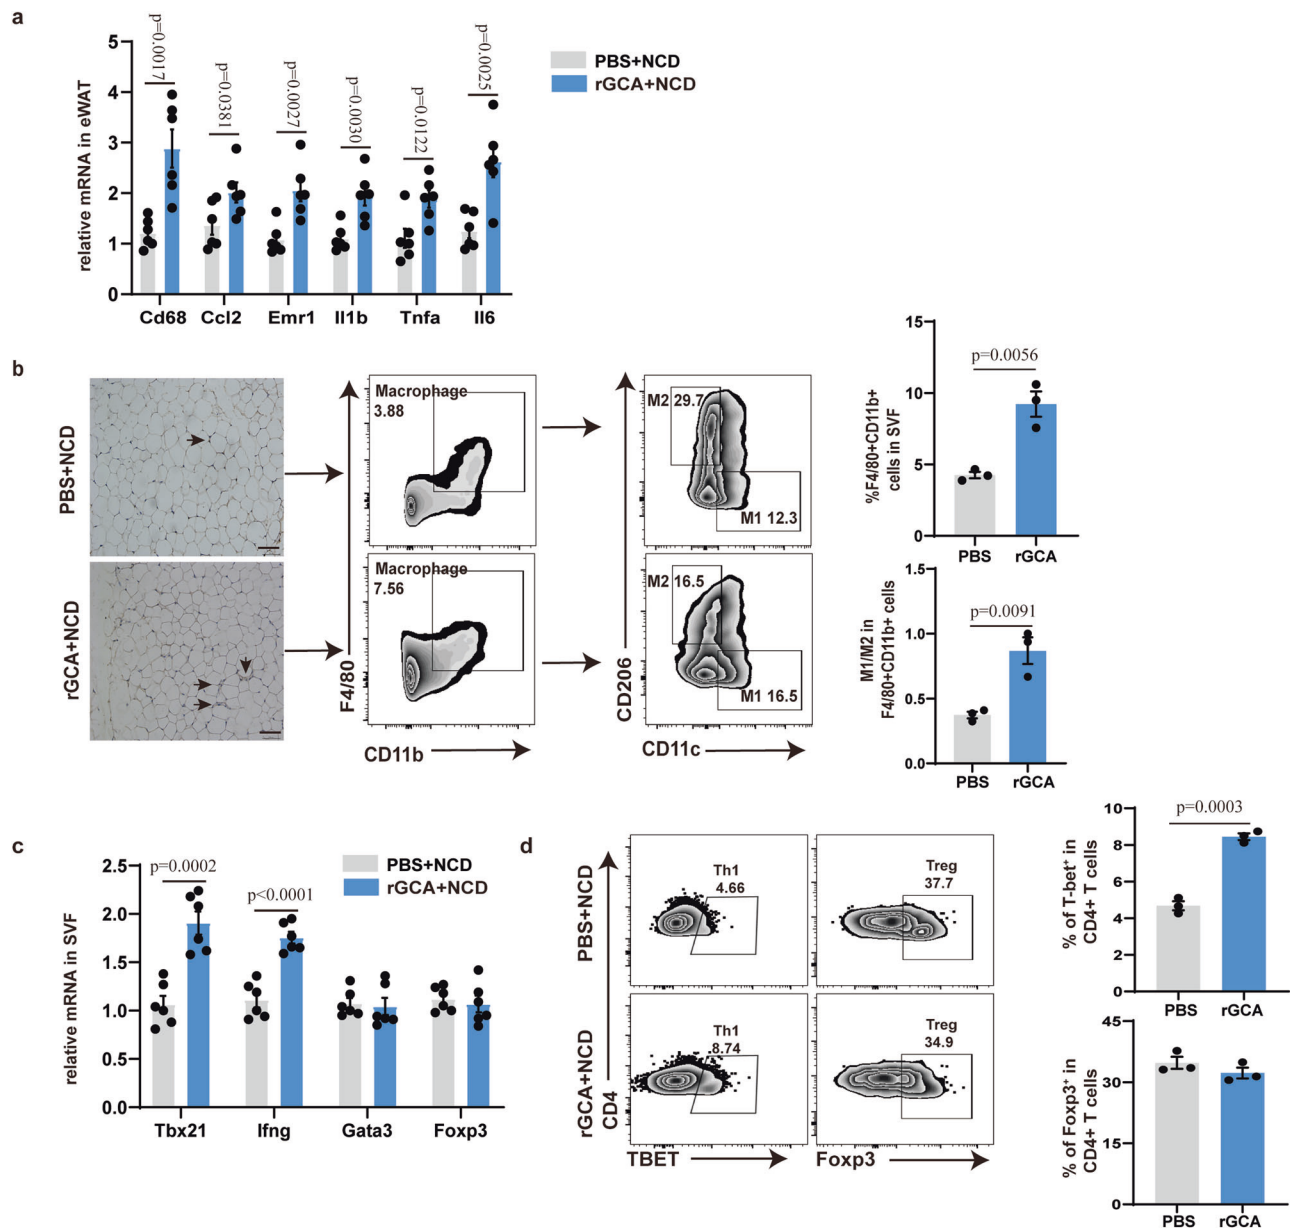 a
relative mRNA in eWAT
5
4
3
2
1
0
p=0.0017
p=0.0381
p=0.0027
p=0.0030
p=0.0122
p=0.0025
PBS+NCD
rGCA+NCD
Cd68 Ccl2 Emr1 Il1b Tnfa Il6
b
PBS+NCD
rGCA+NCD
Macrophage
3.88
Macrophage
7.56
F4/80
CD11b
M2 29.7
M1 12.3
M2 16.5
M1 16.5
CD206
CD11c
%F4/80+CD11b+
cells in SVF
15
10
5
0
p=0.0056
PBS rGCA
M1/M2 in
F4/80+CD11b+ cells
1.5
1.0
0.5
0.0
p=0.0091
PBS rGCA
c
relative mRNA in SVF
2.5
2.0
1.5
1.0
0.5
0.0
p=0.0002
p<0.0001
PBS+NCD
rGCA+NCD
Tbx21 Ifng Gata3 Foxp3
d
PBS+NCD
rGCA+NCD
CD4
Th1
4.66
Treg
37.7
Th1
8.74
Treg
34.9
TBET
Foxp3
% of T-bet⁺ in
CD4+ T cells
10
8
6
4
2
0
p=0.0003
PBS rGCA
% of Foxp3⁺ in
CD4+ T cells
45
30
15
0
PBS rGCA